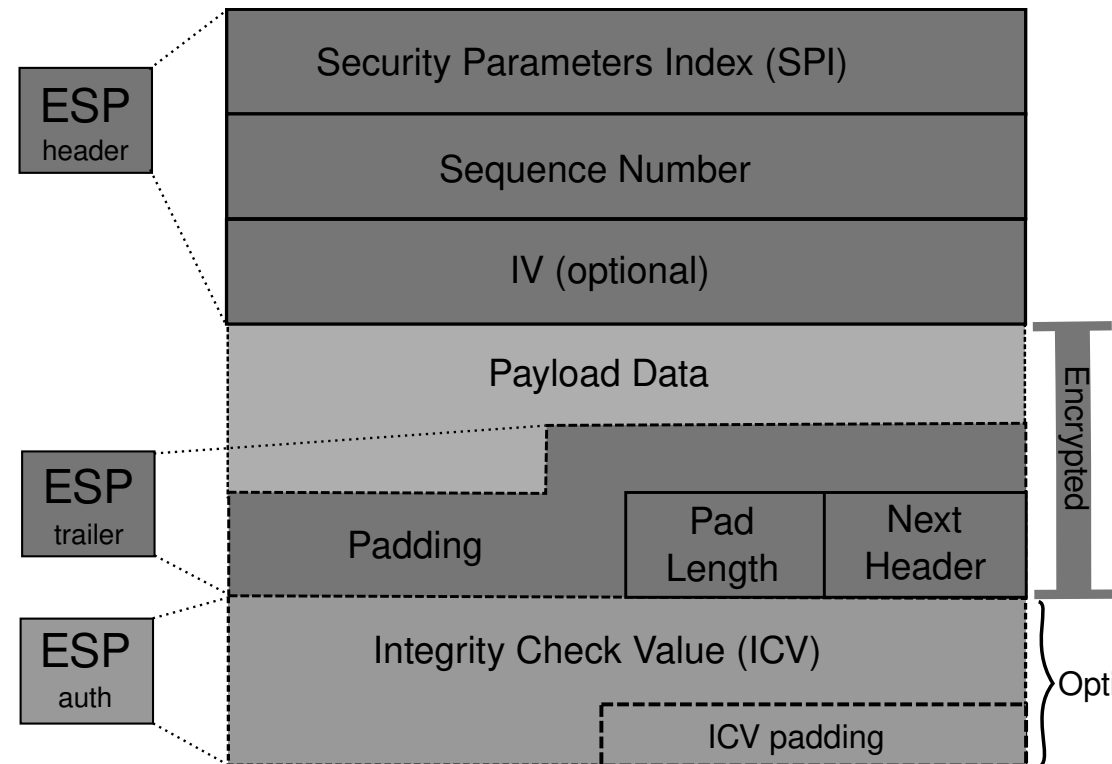 Security Parameters Index (SPI)
ESP
header
Sequence Number
IV (optional)
Payload Data
Encrypted
ESP
trailer
Padding
Pad
Length
Next
Header
ESP
auth
Integrity Check Value (ICV)
Opt
ICV padding